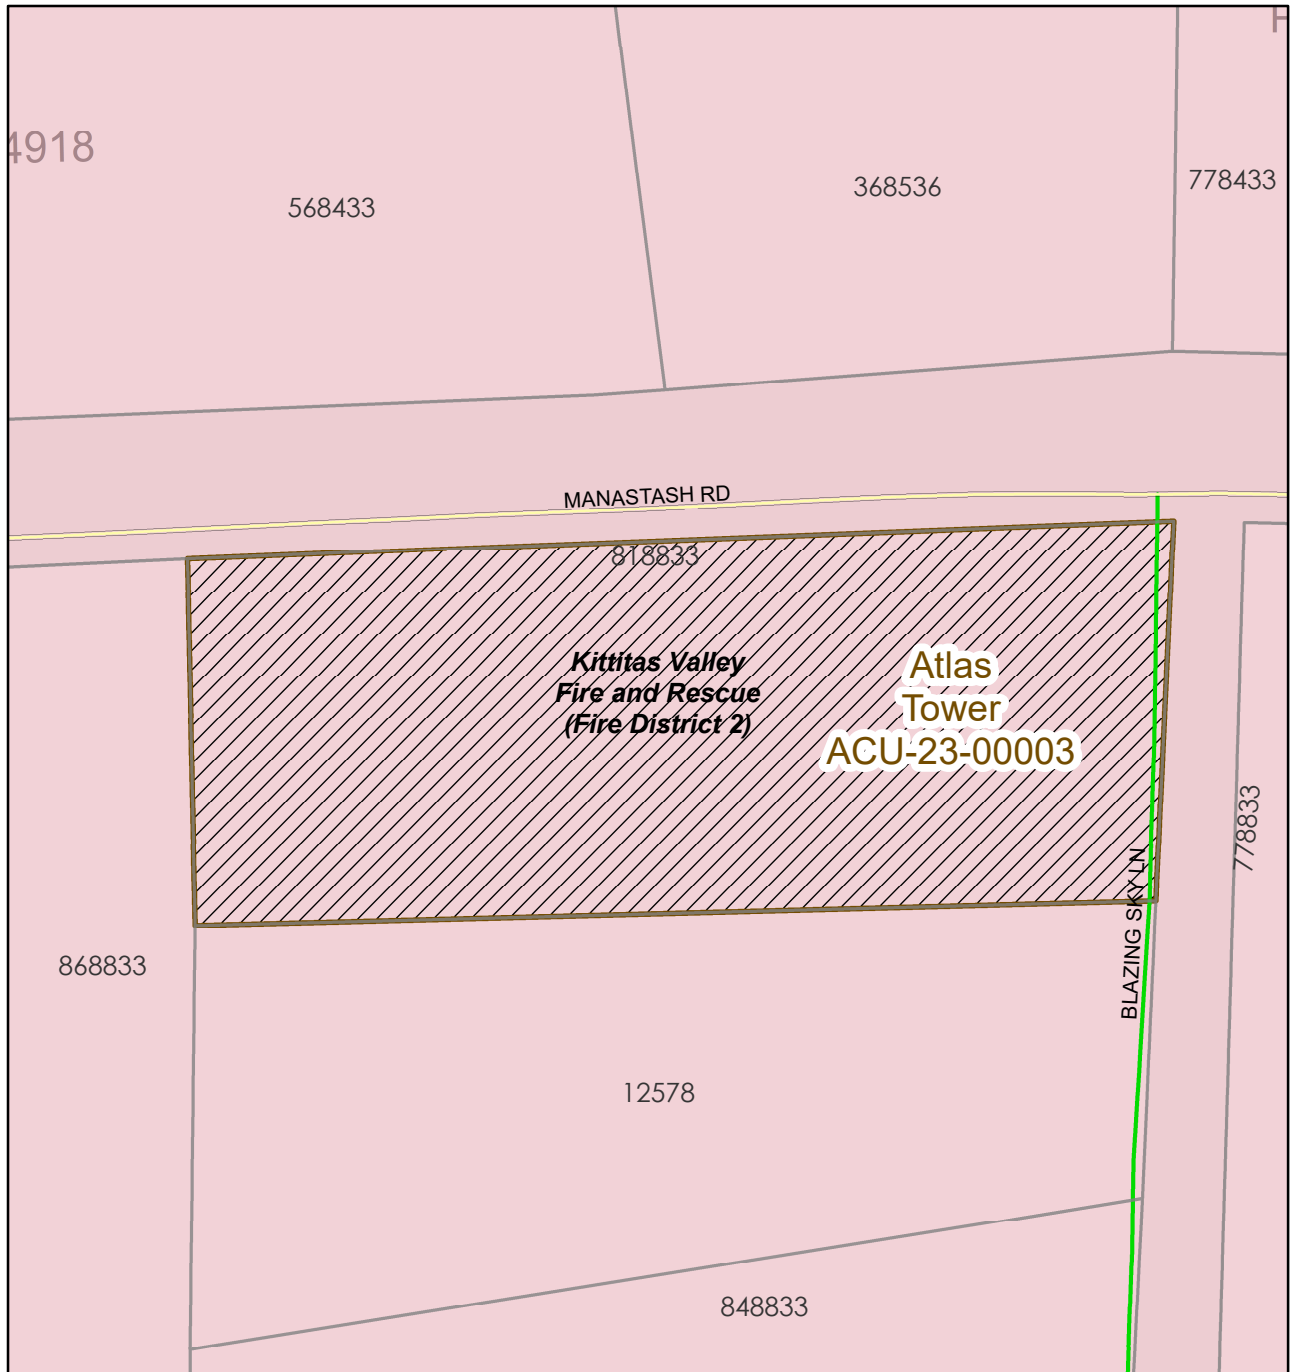 4918
568433
368536
778433
MANASTASH RD
818833
Kittitas Valley
Fire and Rescue
(Fire District 2)
Atlas
Tower
ACU-23-00003
778833
BLAZING SKY LN
868833
12578
848833